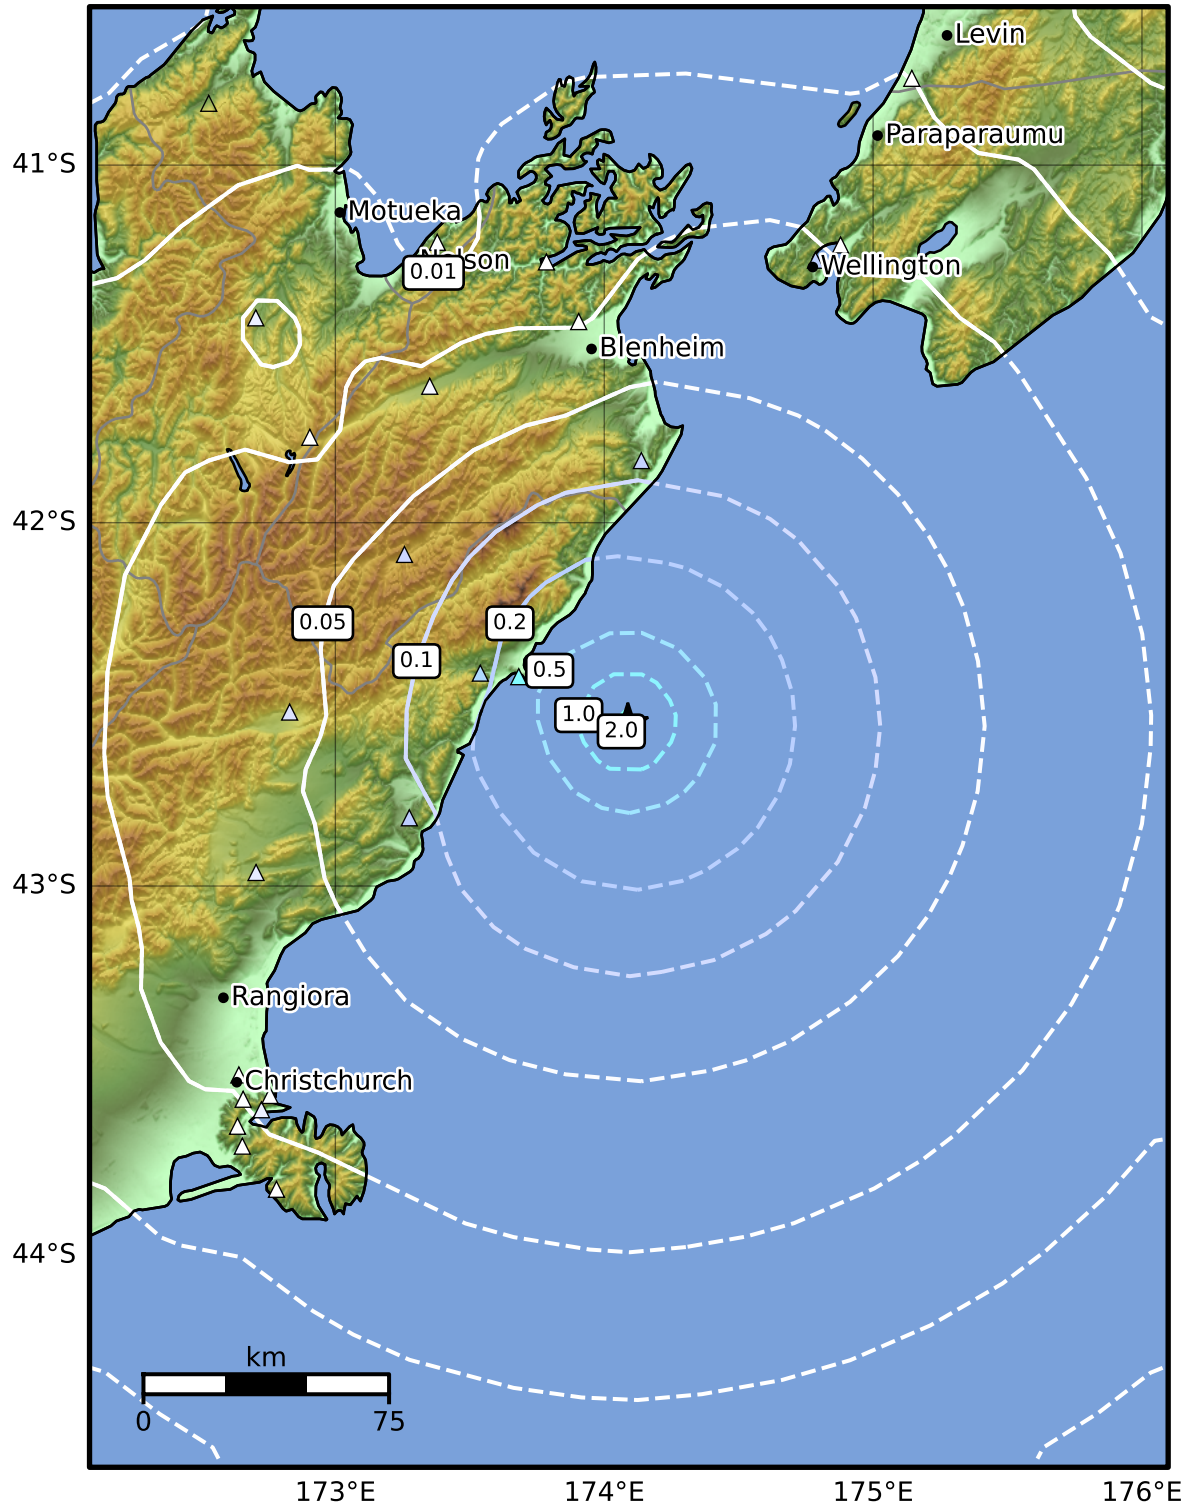 Levin
Paraparaumu
41°S
Motueka
Nelson
Wellington
0.01
Blenheim
42°S
0.05
0.2
0.1
0.5
1.0
2.0
43°S
Rangiora
Christchurch
44°S
km
0
75
173°E
174°E
175°E
176°E